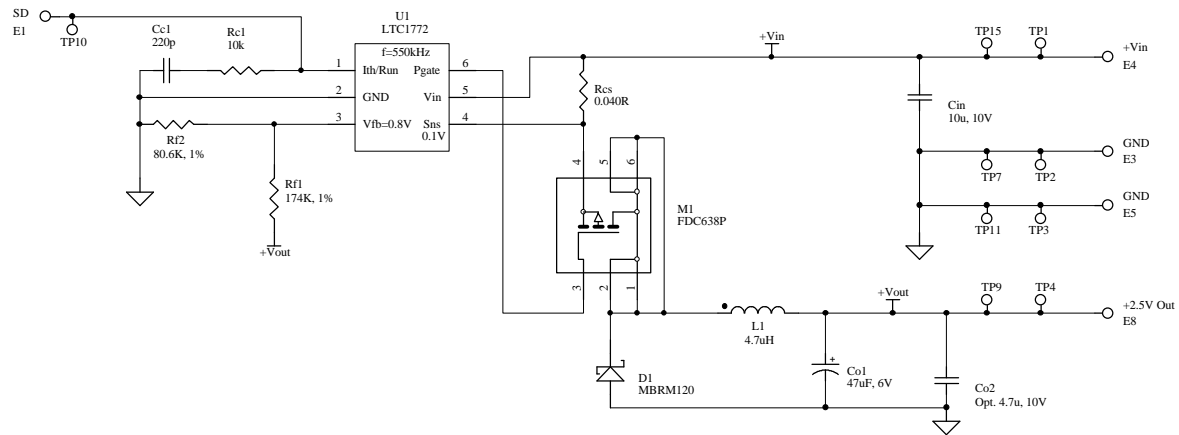 SD
E1
TP10
Cc1
220p
Rc1
10k
U1
LTC1772
f=550kHz
1
Ith/Run
Pgate
6
2
GND
Vin
5
3
Vfb=0.8V
Sns
4
0.1V
Rf2
80.6K, 1%
Rf1
174K, 1%
+Vout
Rcs
0.040R
+Vin
TP15
TP1
+Vin
E4
Cin
10u, 10V
GND
E3
TP7
TP2
GND
E5
TP11
TP3
4
5
6
M1
FDC638P
3
2
1
L1
4.7uH
+Vout
TP9
TP4
+2.5V Out
E8
D1
MBRM120
+
Co1
47uF, 6V
Co2
Opt. 4.7u, 10V